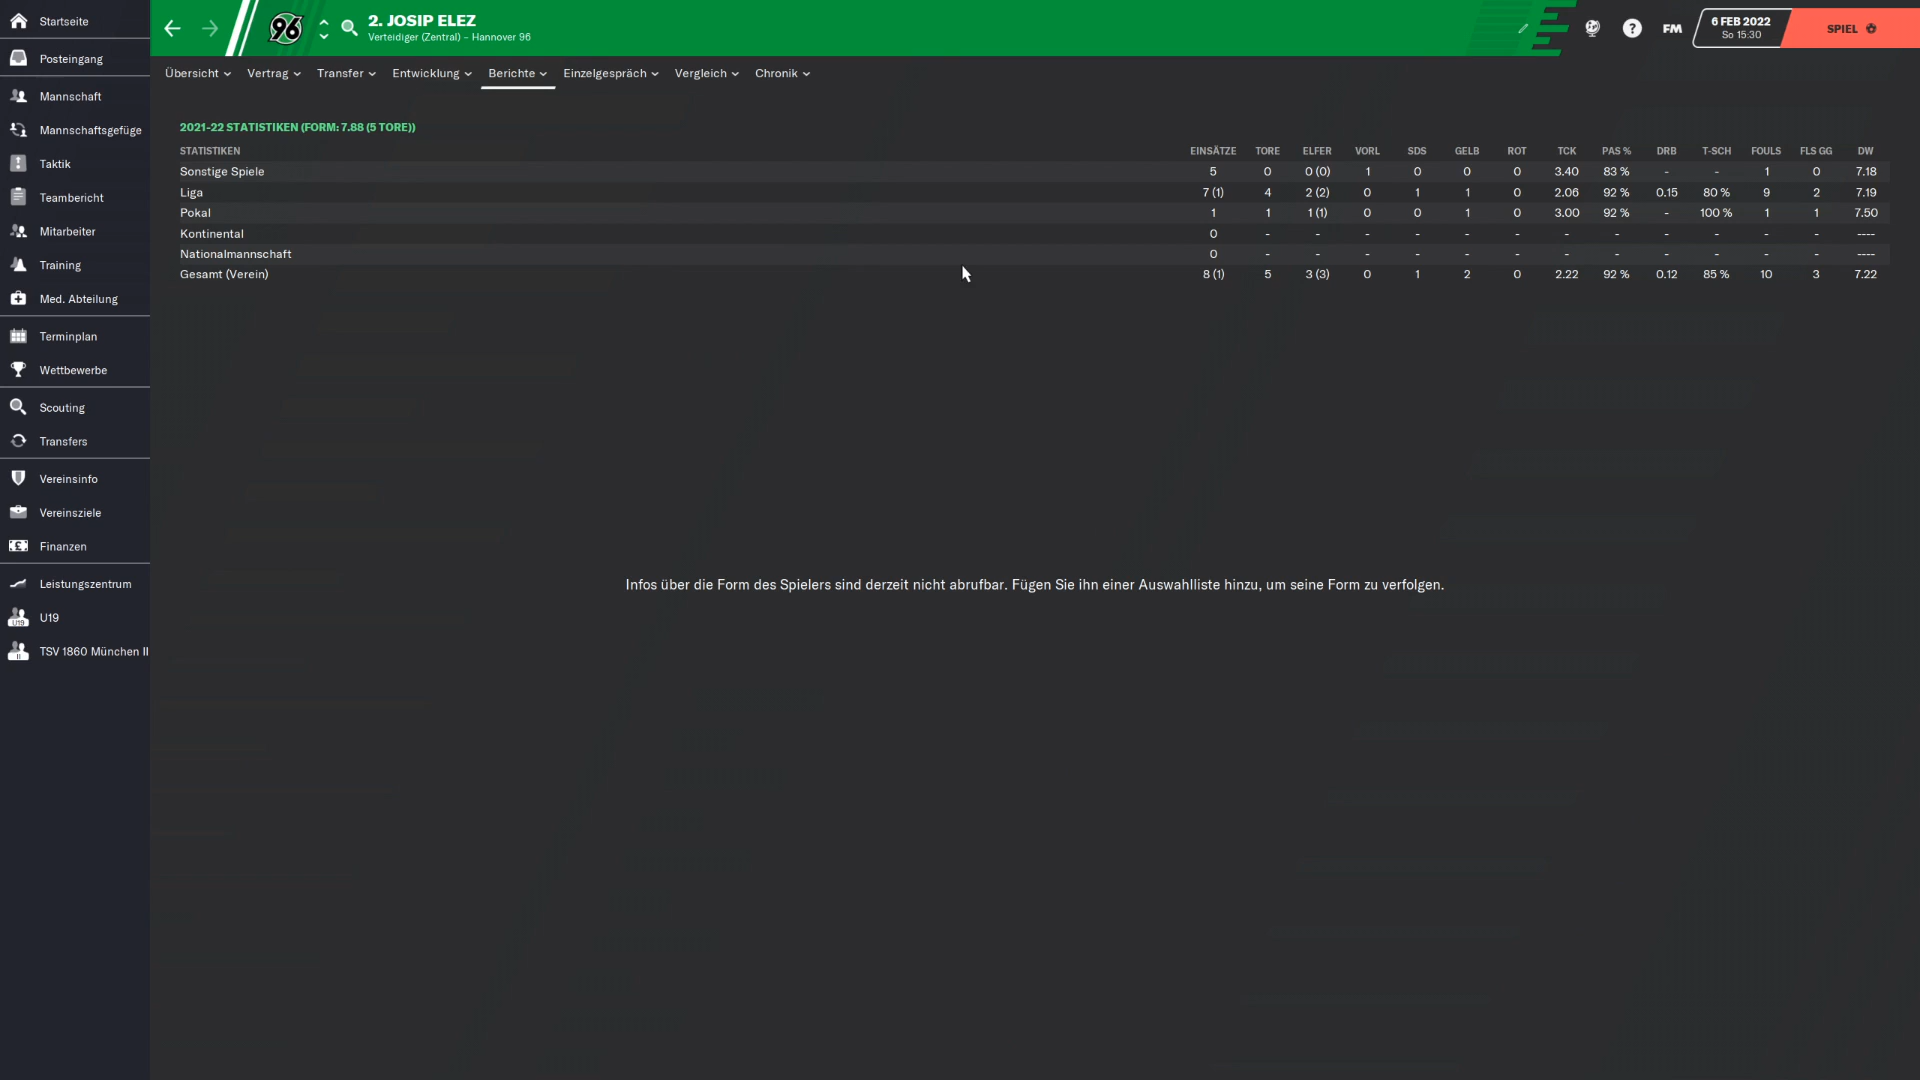 Startseite
Posteingang
Mannschaft
Mannschaftsgefüge
Taktik
Teambericht
Mitarbeiter
Training
Med. Abteilung
Terminplan
Wettbewerbe
Scouting
Transfers
Vereinsinfo
Vereinsziele
Finanzen
Leistungszentrum
U19
U19
II
TSV 1860 München II
96
2. JOSIP ELEZ
Verteidiger (Zentral) - Hannover 96
? FM
6 FEB 2022
So 15:30
SPIEL
Übersicht Vertrag Transfer Entwicklung Berichte Einzelgespräch Vergleich Chronik
2021-22 STATISTIKEN (FORM: 7.88 (5 TORE))
STATISTIKEN EINSÄTZE TORE ELFER VORL SDS GELB ROT TCK PAS % DRB T-SCH FOULS FLS GG DW
Sonstige Spiele 5 0 0 (0) 1 0 0 0 3.40 83 % - - 1 0 7.18
Liga 7 (1) 4 2 (2) 0 1 1 0 2.06 92 % 0.15 80 % 9 2 7.19
Pokal 1 1 1 (1) 0 0 1 0 3.00 92 % - 100 % 1 1 7.50
Kontinental 0 - - - - - - - - - - - - ----
Nationalmannschaft 0 - - - - - - - - - - - - ----
Gesamt (Verein) 8 (1) 5 3 (3) 0 1 2 0 2.22 92 % 0.12 85 % 10 3 7.22
Infos über die Form des Spielers sind derzeit nicht abrufbar. Fügen Sie ihn einer Auswahlliste hinzu, um seine Form zu verfolgen.